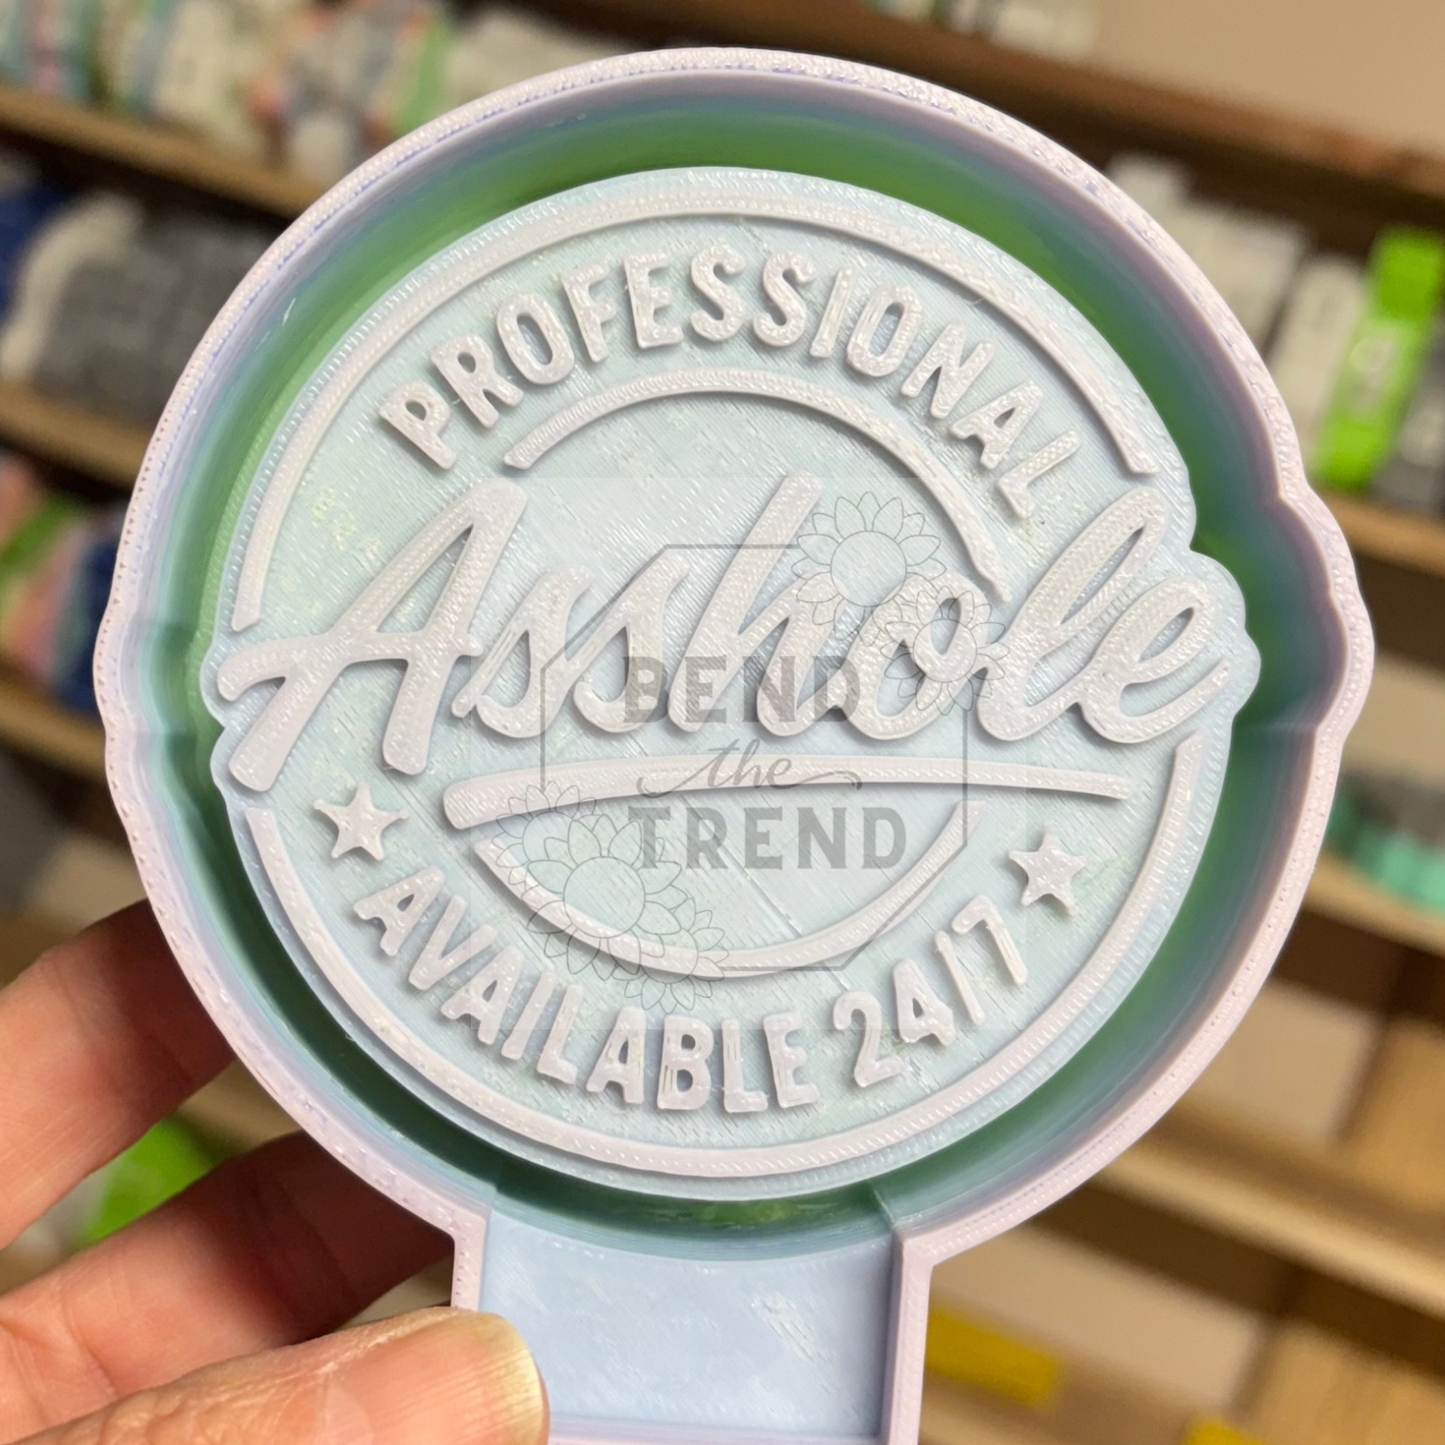 PROFESSIONAL
Asshole
BEND
the
TREND
AVAILABLE 24/7